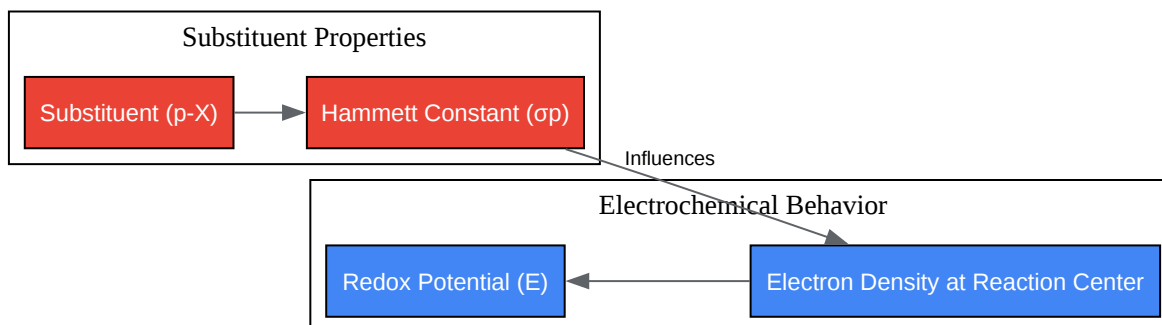 Substituent Properties
Substituent (p-X)
Hammett Constant (σp)
Influences
Electrochemical Behavior
Redox Potential (E)
Electron Density at Reaction Center